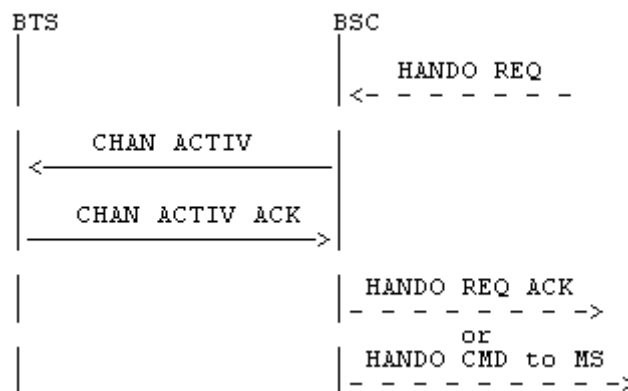 BTS BSC
HANDO REQ
CHAN ACTIV
CHAN ACTIV ACK
HANDO REQ ACK
or
HANDO CMD to MS